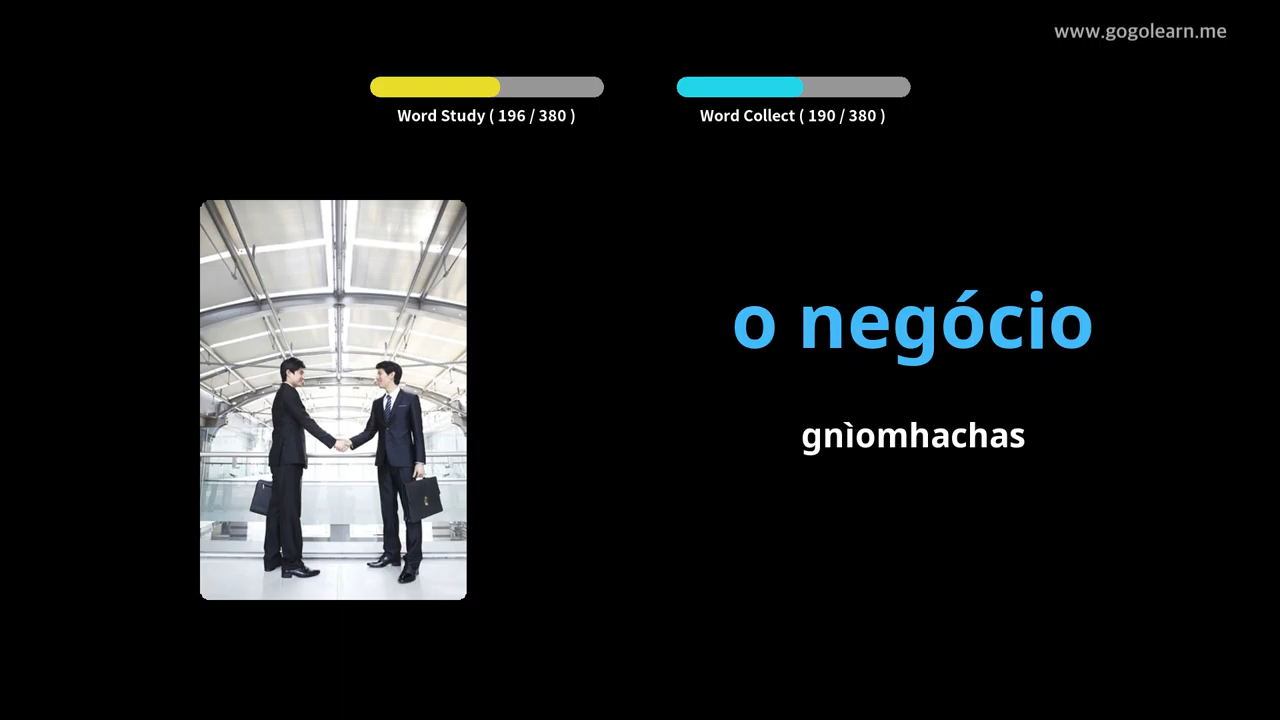 www.gogolearn.me
Word Study ( 196 / 380 )
Word Collect ( 190 / 380 )
o negócio
gnìomhachas